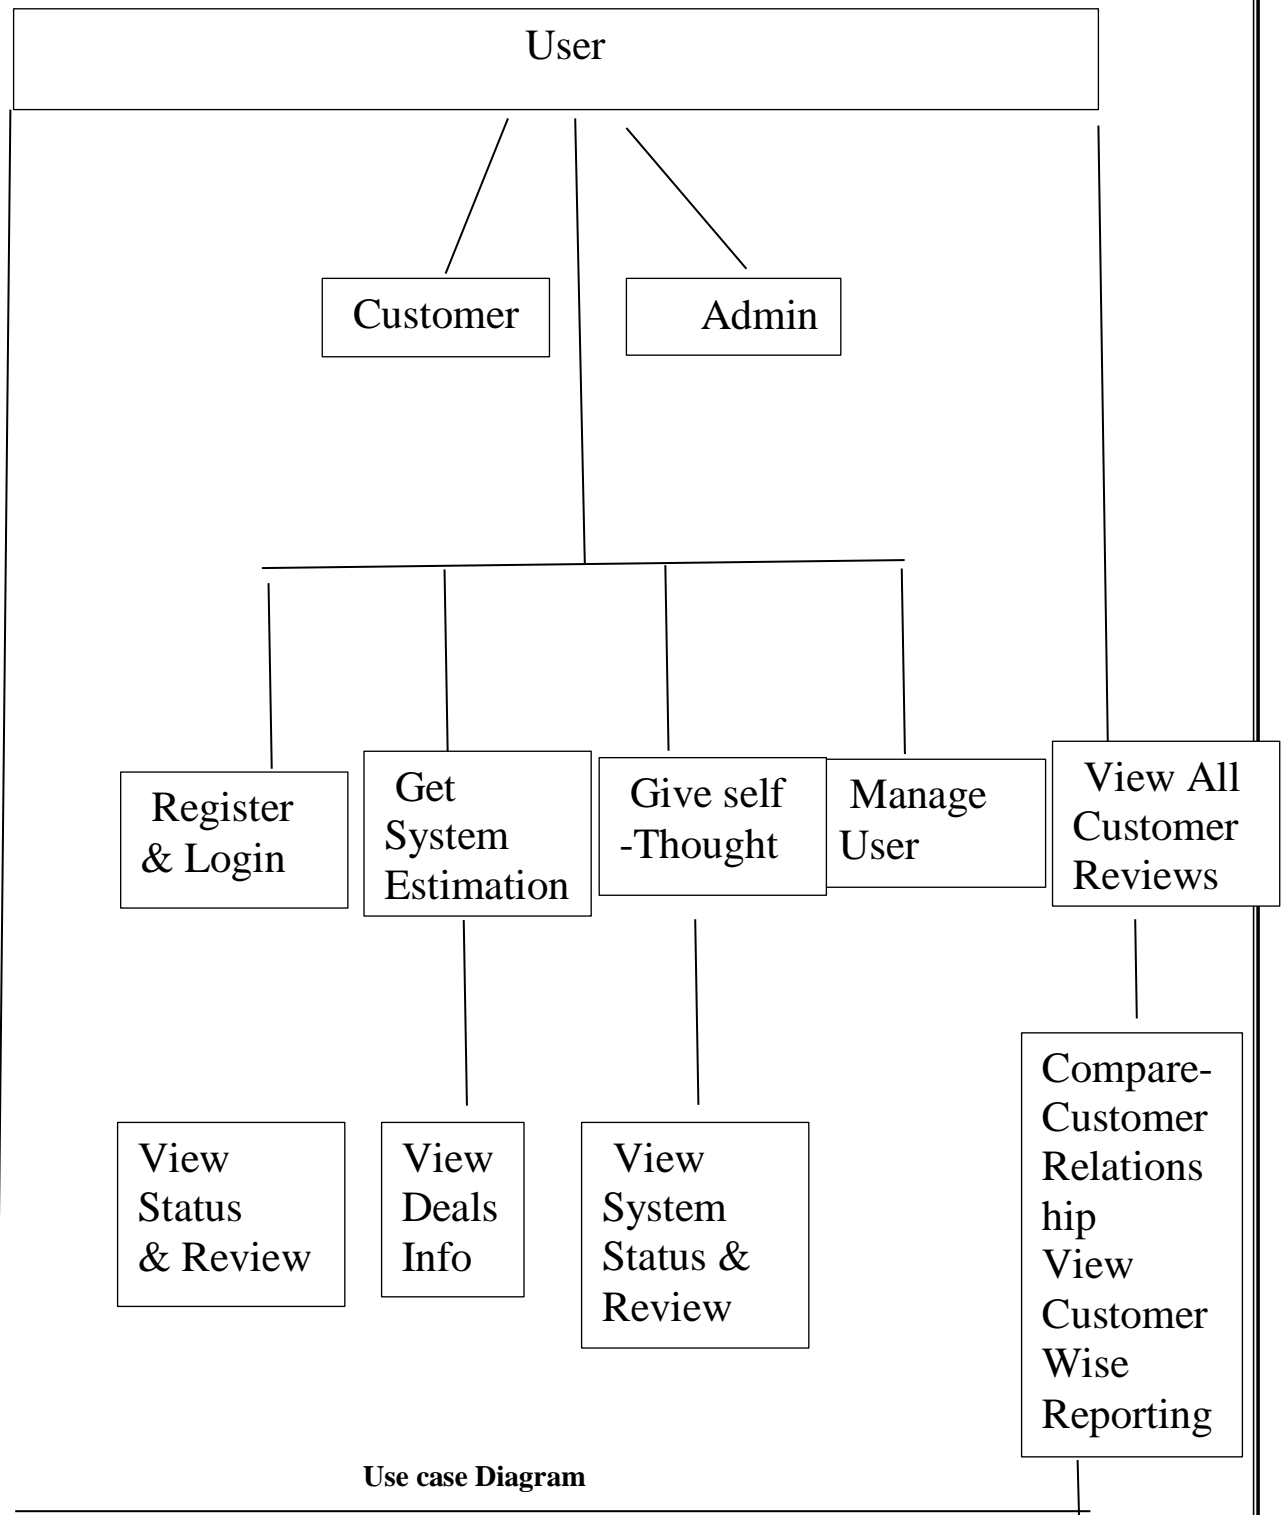 User
Customer
Admin
Register
& Login
Get
System
Estimation
Give self
-Thought
Manage
User
View All
Customer
Reviews
View
Status
& Review
View
Deals
Info
View
System
Status &
Review
Compare-
Customer
Relations
hip
View
Customer
Wise
Reporting
Use case Diagram